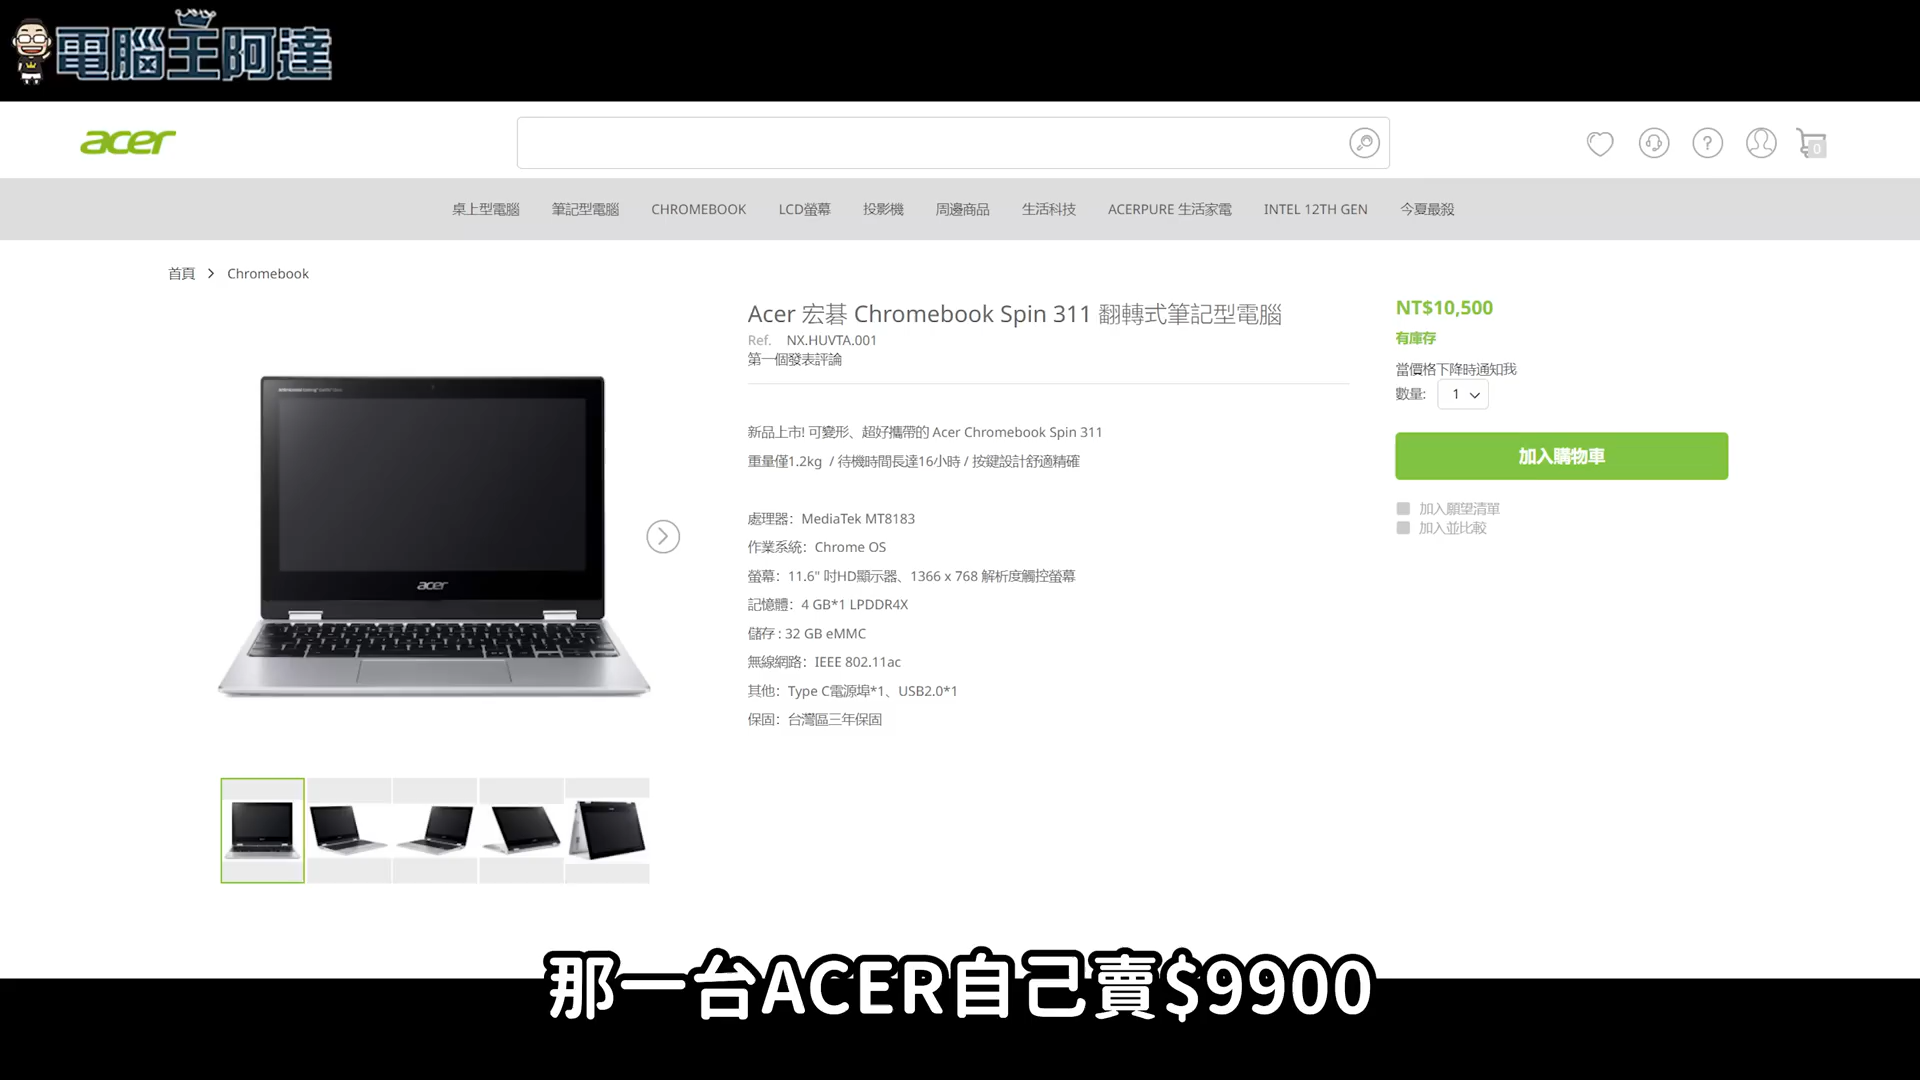 電腦王阿達
acer
0
桌上型電腦 筆記型電腦 CHROMEBOOK LCD螢幕 投影機 周邊商品 生活科技 ACERPURE 生活家電 INTEL 12TH GEN 今夏最殺
首頁 > Chromebook
Acer 宏碁 Chromebook Spin 311 翻轉式筆記型電腦
Ref. NX.HUVTA.001
第一個發表評論
NT$10,500
有庫存
當價格下降時通知我
數量: 1
加入購物車
加入願望清單
加入並比較
新品上市! 可變形、超好攜帶的 Acer Chromebook Spin 311
重量僅1.2kg / 待機時間長達16小時 / 按鍵設計舒適精確
處理器：MediaTek MT8183
作業系統：Chrome OS
螢幕：11.6" 吋HD顯示器、1366 x 768 解析度觸控螢幕
記憶體：4 GB*1 LPDDR4X
儲存 : 32 GB eMMC
無線網路：IEEE 802.11ac
其他：Type C電源埠*1、USB2.0*1
保固：台灣區三年保固
acer
那一台ACER自己賣$9900